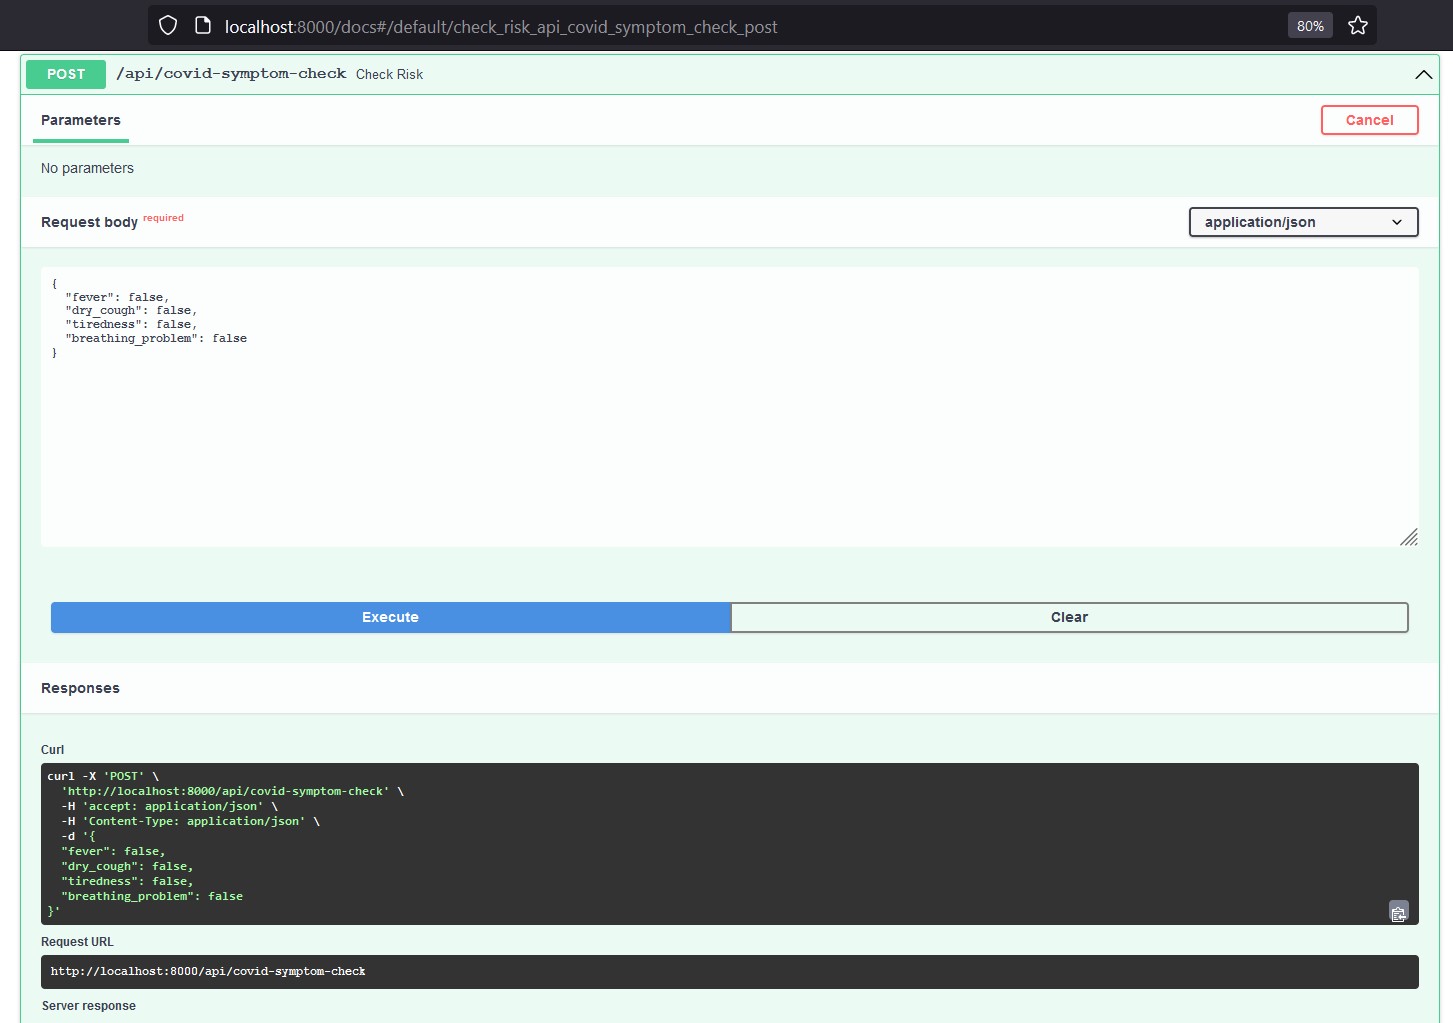 localhost:8000/docs#/default/check_risk_api_covid_symptom_check_post 80%
POST /api/covid-symptom-check Check Risk
Parameters Cancel
No parameters
Request body required application/json
{
  "fever": false,
  "dry_cough": false,
  "tiredness": false,
  "breathing_problem": false
}
Execute Clear
Responses
Curl
curl -X 'POST' \
  'http://localhost:8000/api/covid-symptom-check' \
  -H 'accept: application/json' \
  -H 'Content-Type: application/json' \
  -d '{
  "fever": false,
  "dry_cough": false,
  "tiredness": false,
  "breathing_problem": false
}'
Request URL
http://localhost:8000/api/covid-symptom-check
Server response